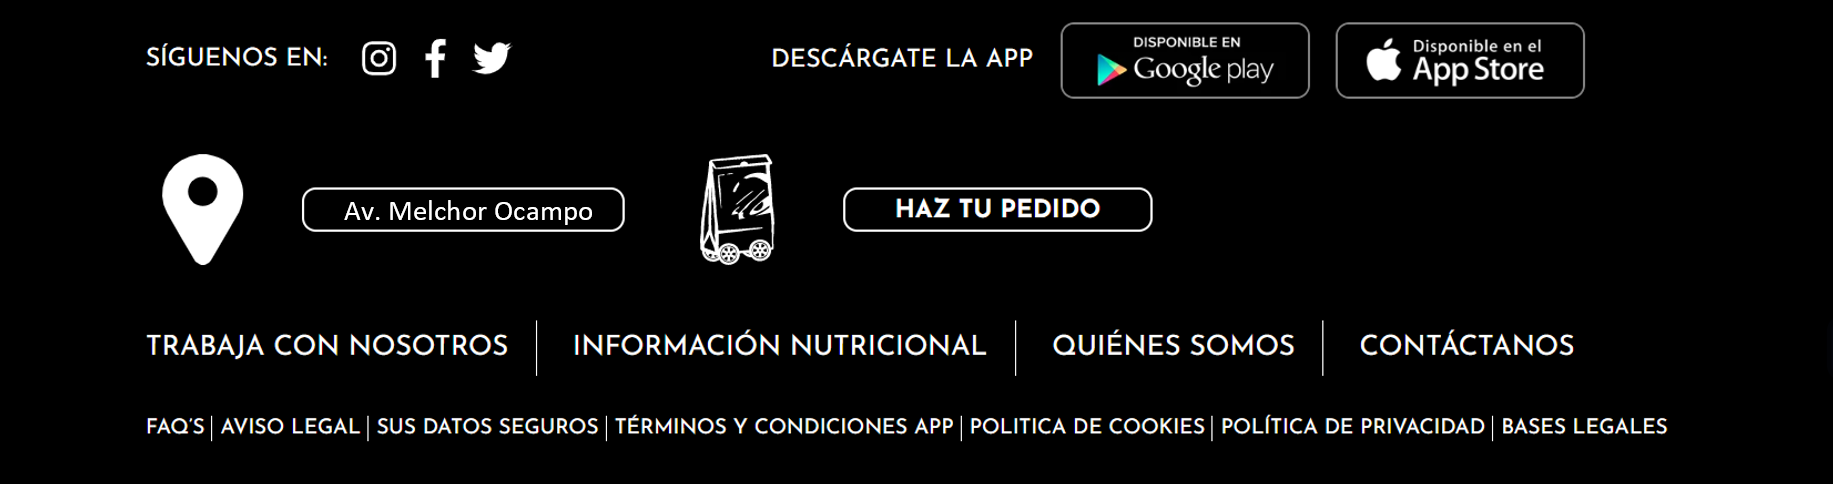 SÍGUENOS EN:
DESCÁRGATE LA APP
DISPONIBLE EN
Google play
Disponible en el
App Store
Av. Melchor Ocampo
HAZ TU PEDIDO
TRABAJA CON NOSOTROS
INFORMACIÓN NUTRICIONAL
QUIÉNES SOMOS
CONTÁCTANOS
FAQ'S | AVISO LEGAL | SUS DATOS SEGUROS | TÉRMINOS Y CONDICIONES APP | POLITICA DE COOKIES | POLÍTICA DE PRIVACIDAD | BASES LEGALES